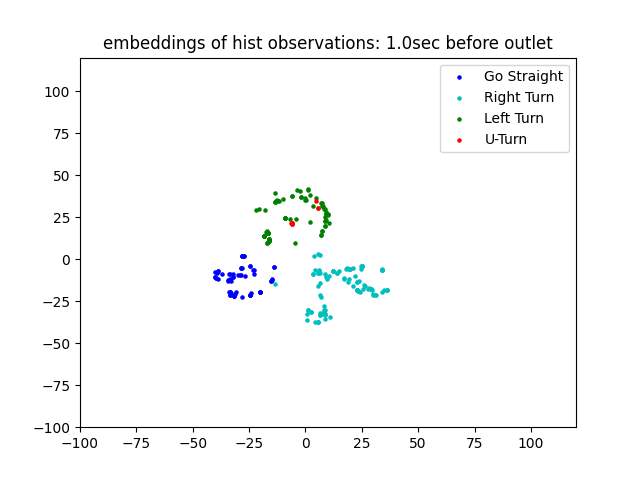 embeddings of hist observations: 1.0sec before outlet
Go Straight
Right Turn
Left Turn
U-Turn
100
75
50
25
0
−25
−50
−75
−100
−100 −75 −50 −25 0 25 50 75 100